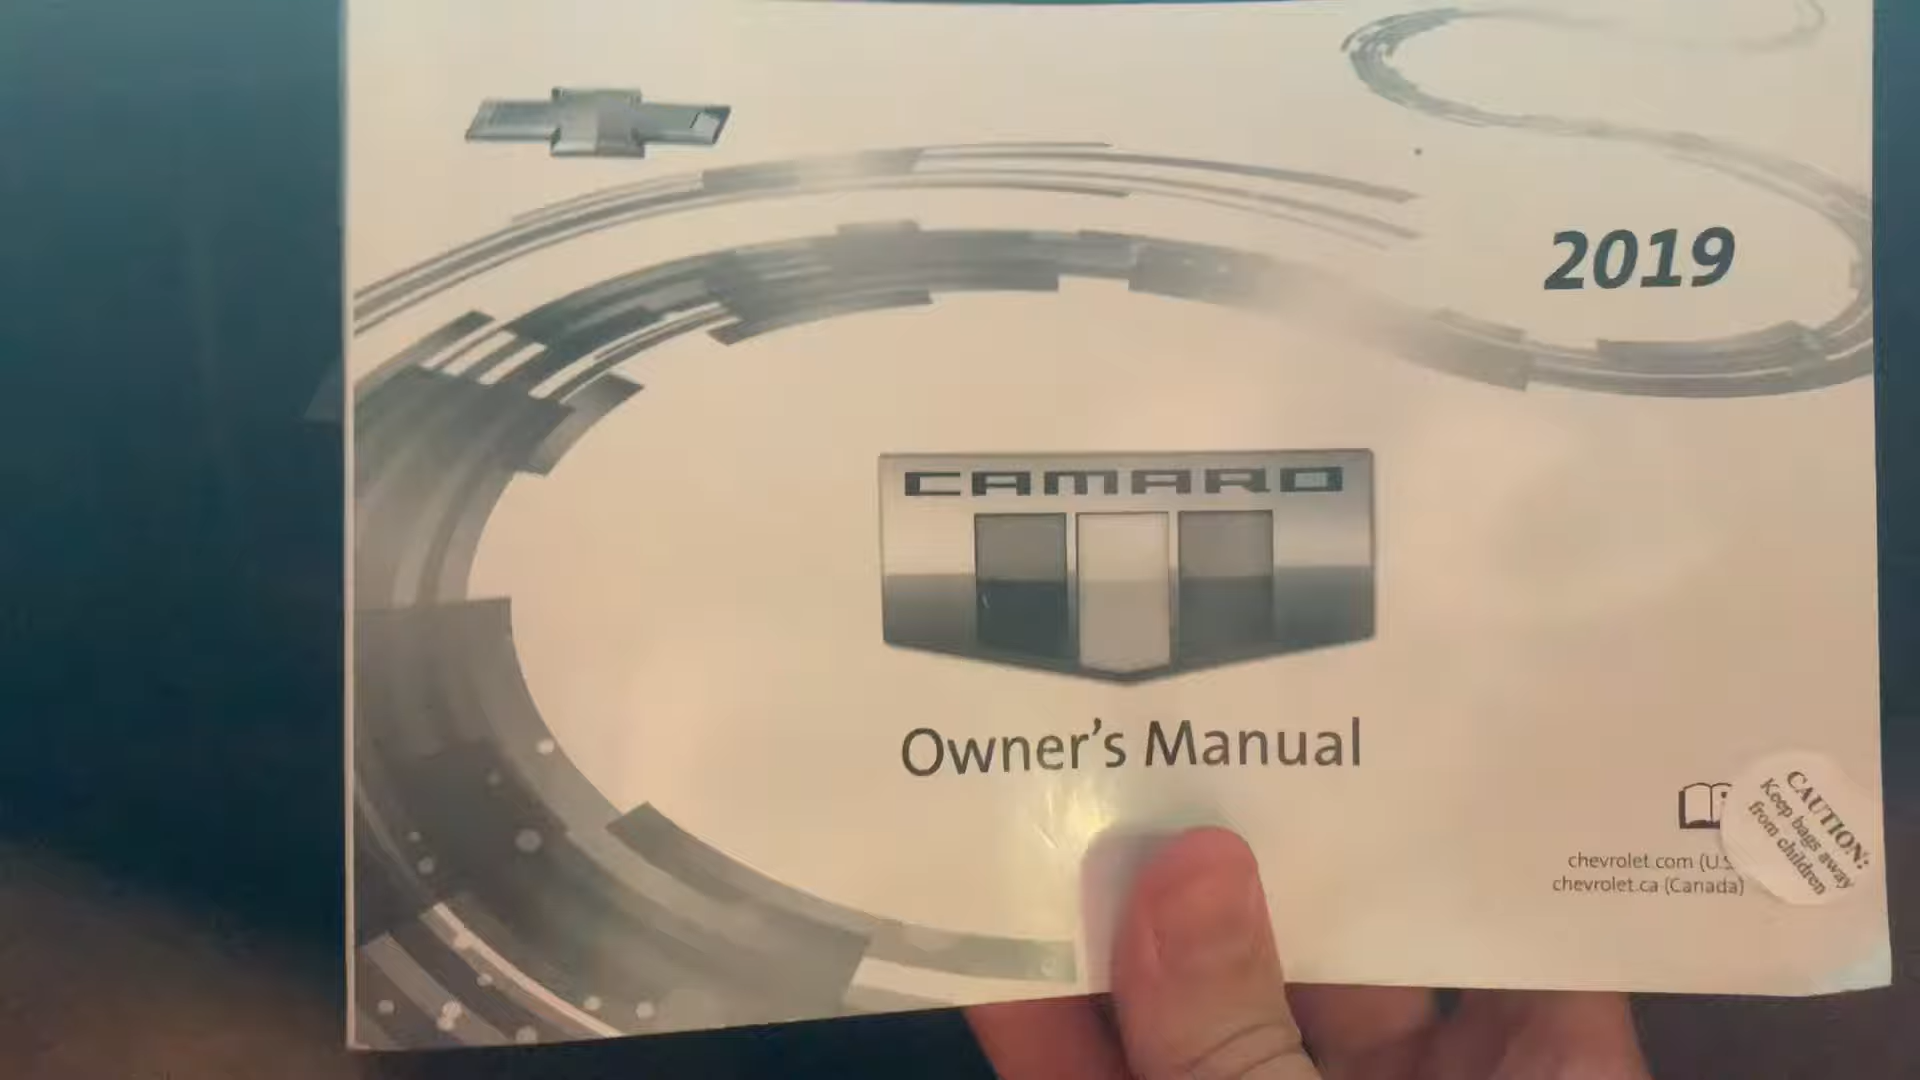 2019
CAMARO
Owner's Manual
chevrolet.com (U.S
chevrolet.ca (Canada)
CAUTION:
Keep bags away
from children